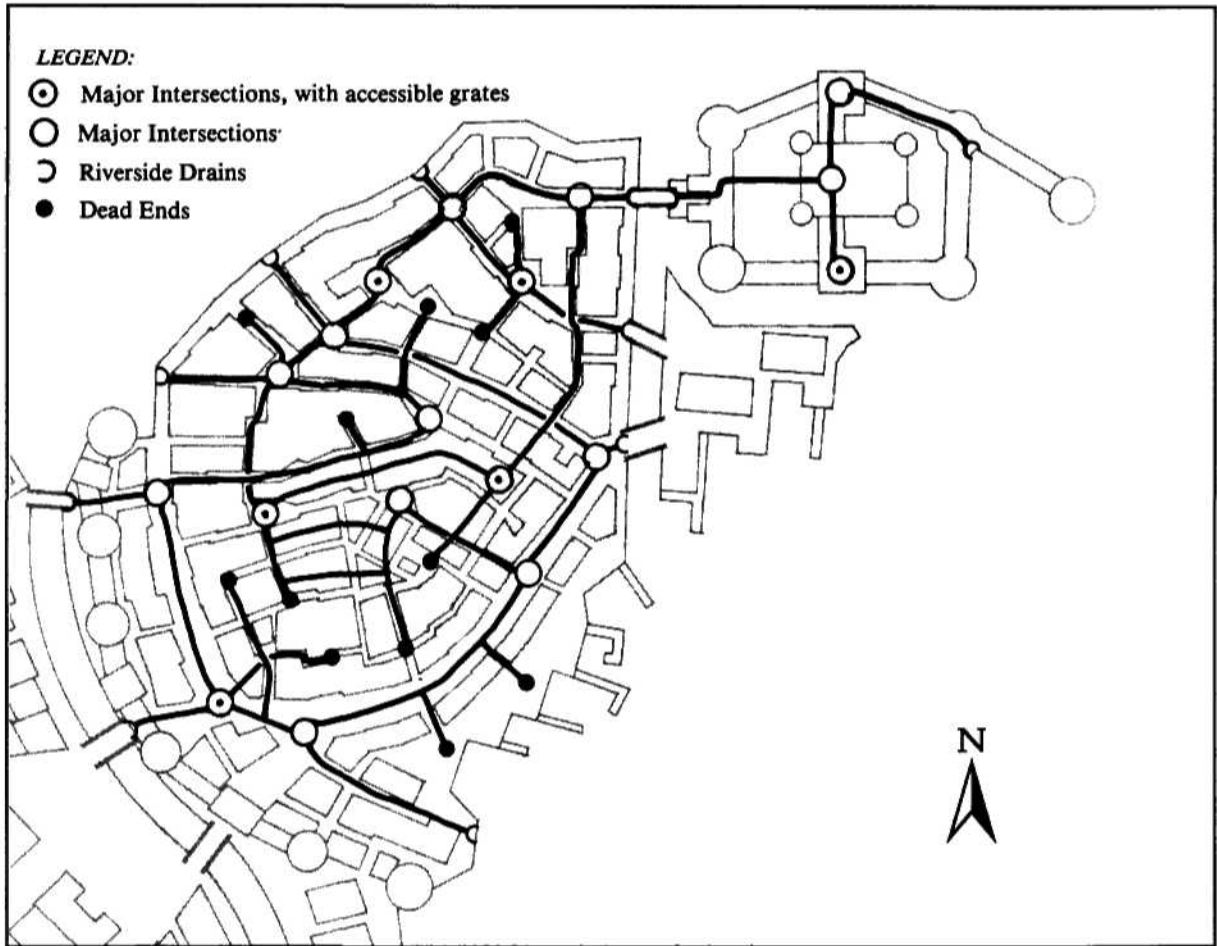 LEGEND:
Major Intersections, with accessible grates
Major Intersections
Riverside Drains
Dead Ends
N